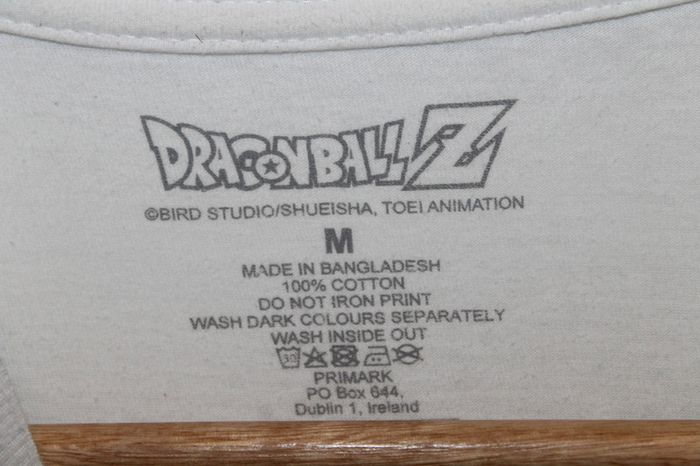 DRAGONBALL Z
©BIRD STUDIO/SHUEISHA, TOEI ANIMATION
M
MADE IN BANGLADESH
100% COTTON
DO NOT IRON PRINT
WASH DARK COLOURS SEPARATELY
WASH INSIDE OUT
30
PRIMARK
PO Box 644,
Dublin 1, Ireland